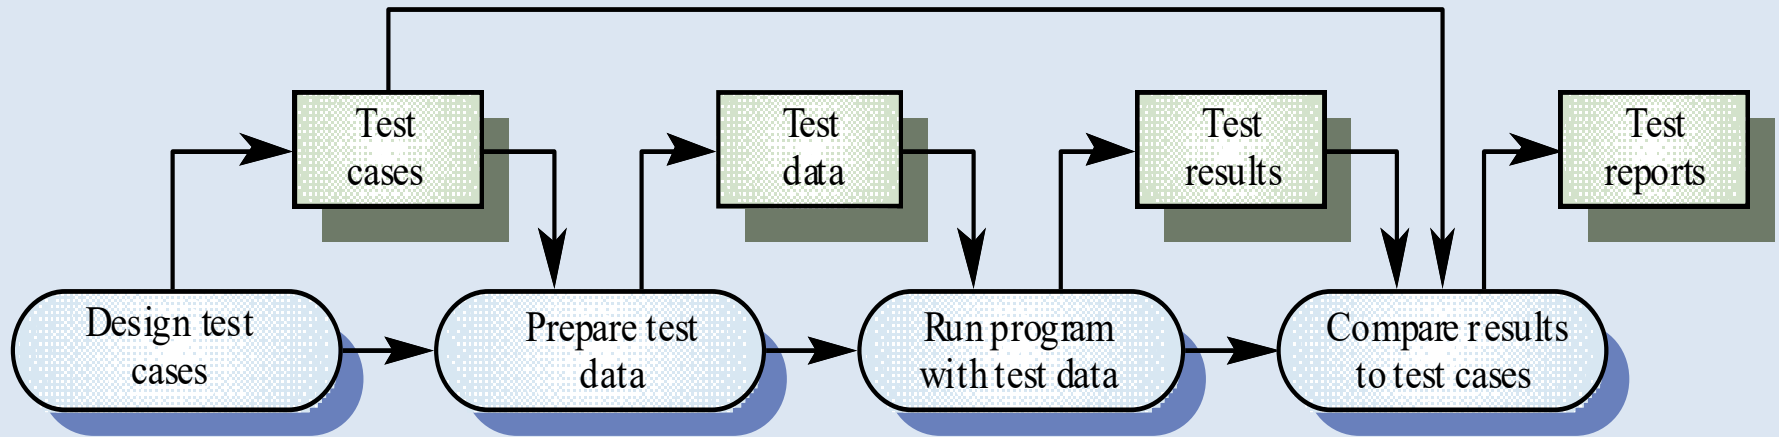 Test
cases
Test
data
Test
results
Test
reports
Design test
cases
Prepare test
data
Run program
with test data
Compare results
to test cases